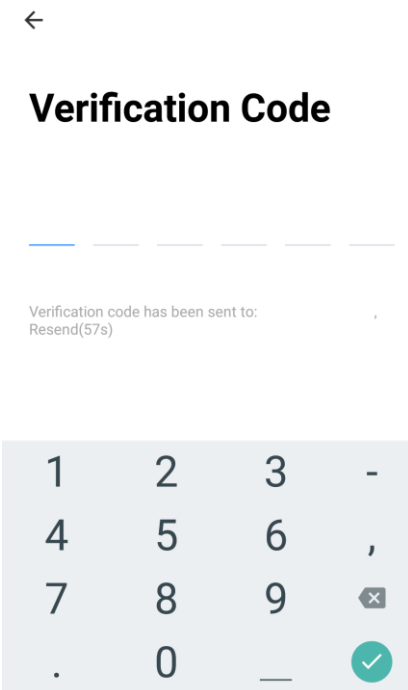 Verification Code
Verification code has been sent to: ,
Resend(57s)
1 2 3 -
4 5 6 ,
7 8 9
. 0 _